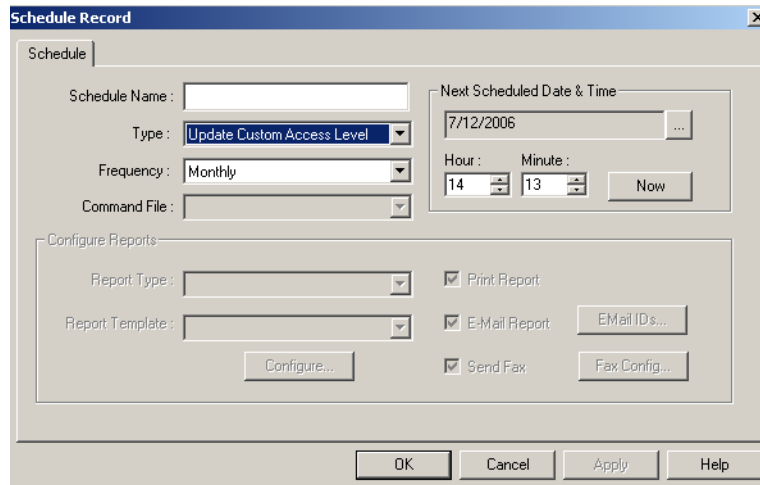 Schedule Record
Schedule
Schedule Name :
Type : Update Custom Access Level
Frequency : Monthly
Command File :
Next Scheduled Date & Time
7/12/2006 ...
Hour : Minute :
14 13 Now
Configure Reports
Report Type :
Report Template :
Configure...
Print Report
E-Mail Report EMail IDs...
Send Fax Fax Config...
OK Cancel Apply Help